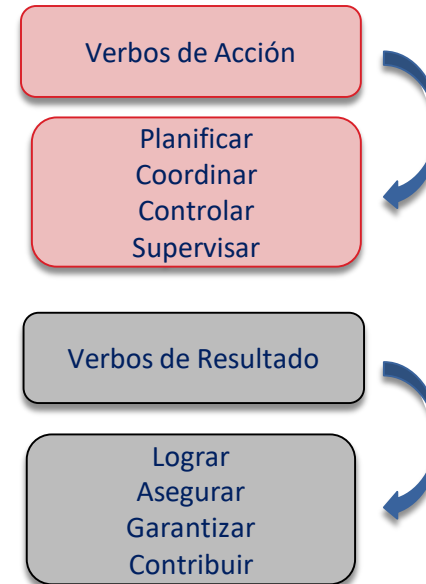 Verbos de Acción
Planificar
Coordinar
Controlar
Supervisar
Verbos de Resultado
Lograr
Asegurar
Garantizar
Contribuir